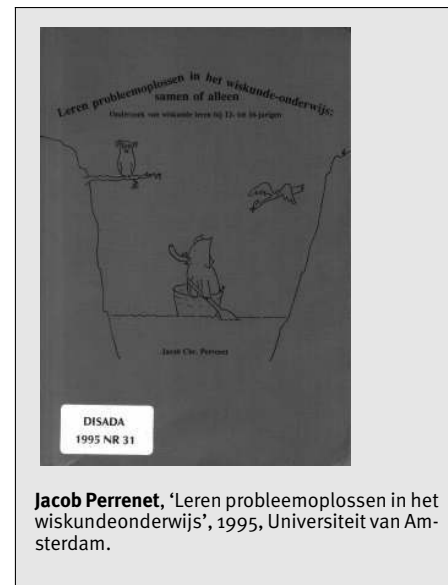 Leren probleemoplossen in het wiskunde-onderwijs:
samen of alleen
Onderzoek van wiskunde leren bij 12- tot 16-jarigen
Jacob Chr. Perrenet
DISADA
1995 NR 31
Jacob Perrenet, ‘Leren probleemoplossen in het
wiskundeonderwijs’, 1995, Universiteit van Am-
sterdam.